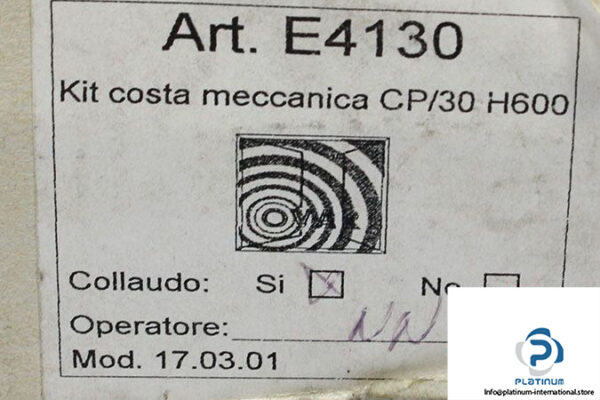 Art. E4130
Kit costa meccanica CP/30 H600
Collaudo: Si No
Operatore:
Mod. 17.03.01
PLATINUM
Info@platinum-international.store